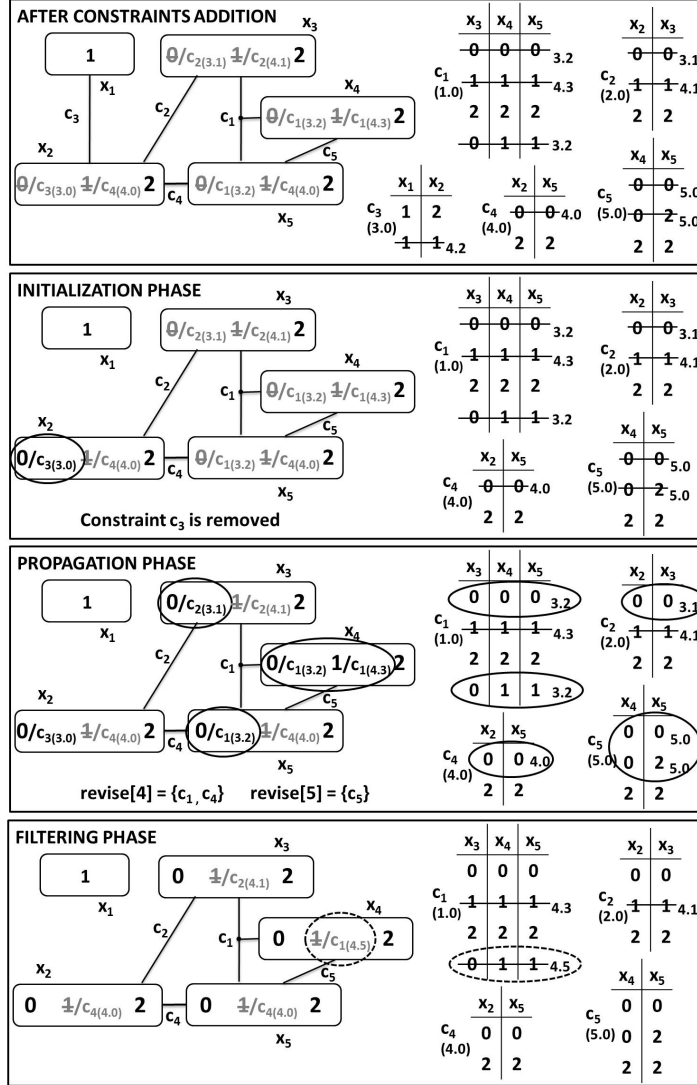 AFTER CONSTRAINTS ADDITION
x3
1
0/c2(3.1) 1/c2(4.1) 2
x1
x4
c3
c2
c1
0/c1(3.2) 1/c1(4.3) 2
x2
c5
0/c3(3.0) 1/c4(4.0) 2
c4
0/c1(3.2) 1/c4(4.0) 2
x5
x3 x4 x5
0 0 0 3.2
c1 (1.0)
1 1 1 4.3
2 2 2
0 1 1 3.2
x2 x3
0 0 3.1
c2 (2.0)
1 1 4.1
2 2
x1 x2
c3 (3.0)
1 2
1 1 4.2
x2 x5
c4 (4.0)
0 0 4.0
2 2
x4 x5
c5 (5.0)
0 0 5.0
0 2 5.0
2 2
INITIALIZATION PHASE
x3
1
0/c2(3.1) 1/c2(4.1) 2
x1
x4
c2
c1
0/c1(3.2) 1/c1(4.3) 2
x2
c5
0/c3(3.0) 1/c4(4.0) 2
c4
0/c1(3.2) 1/c4(4.0) 2
x5
Constraint c3 is removed
x3 x4 x5
0 0 0 3.2
c1 (1.0)
1 1 1 4.3
2 2 2
0 1 1 3.2
x2 x3
0 0 3.1
c2 (2.0)
1 1 4.1
2 2
x2 x5
c4 (4.0)
0 0 4.0
2 2
x4 x5
c5 (5.0)
0 0 5.0
0 2 5.0
2 2
PROPAGATION PHASE
x3
1
0/c2(3.1) 1/c2(4.1) 2
x1
x4
c2
c1
0/c1(3.2) 1/c1(4.3) 2
x2
c5
0/c3(3.0) 1/c4(4.0) 2
c4
0/c1(3.2) 1/c4(4.0) 2
x5
revise[4] = {c1, c4} revise[5] = {c5}
x3 x4 x5
0 0 0 3.2
c1 (1.0)
1 1 1 4.3
2 2 2
0 1 1 3.2
x2 x3
0 0 3.1
c2 (2.0)
1 1 4.1
2 2
x2 x5
c4 (4.0)
0 0 4.0
2 2
x4 x5
c5 (5.0)
0 0 5.0
0 2 5.0
2 2
FILTERING PHASE
x3
1
0 1/c2(4.1) 2
x1
x4
c2
c1
0 1/c1(4.5) 2
x2
c5
0 1/c4(4.0) 2
c4
0 1/c4(4.0) 2
x5
x3 x4 x5
0 0 0
c1 (1.0)
1 1 1 4.3
2 2 2
0 1 1 4.5
x2 x3
0 0
c2 (2.0)
1 1 4.1
2 2
x2 x5
c4 (4.0)
0 0
2 2
x4 x5
c5 (5.0)
0 0
0 2
2 2